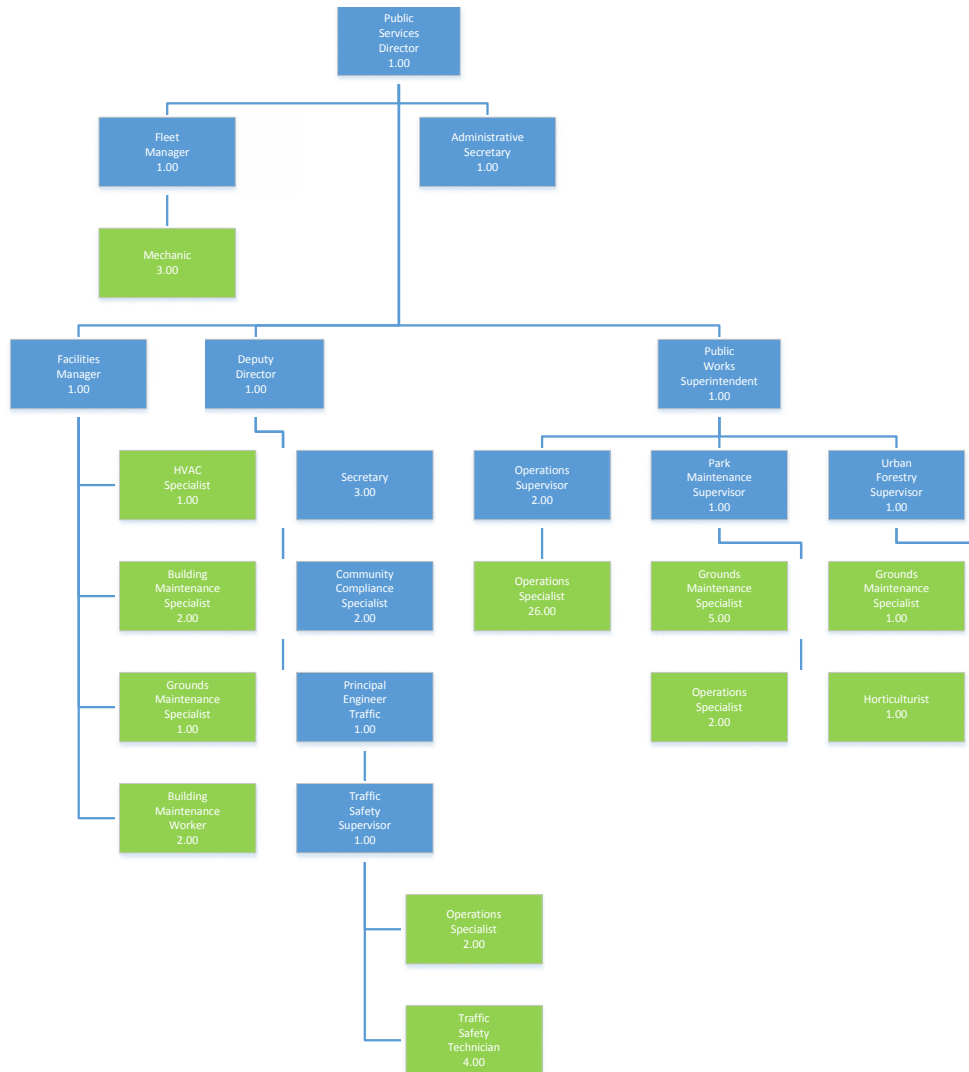 Public
Services
Director
1.00
Fleet
Manager
1.00
Administrative
Secretary
1.00
Mechanic
3.00
Facilities
Manager
1.00
Deputy
Director
1.00
Public
Works
Superintendent
1.00
HVAC
Specialist
1.00
Secretary
3.00
Operations
Supervisor
2.00
Park
Maintenance
Supervisor
1.00
Urban
Forestry
Supervisor
1.00
Building
Maintenance
Specialist
2.00
Community
Compliance
Specialist
2.00
Operations
Specialist
26.00
Grounds
Maintenance
Specialist
5.00
Grounds
Maintenance
Specialist
1.00
Grounds
Maintenance
Specialist
1.00
Principal
Engineer
Traffic
1.00
Operations
Specialist
2.00
Horticulturist
1.00
Building
Maintenance
Worker
2.00
Traffic
Safety
Supervisor
1.00
Operations
Specialist
2.00
Traffic
Safety
Technician
4.00